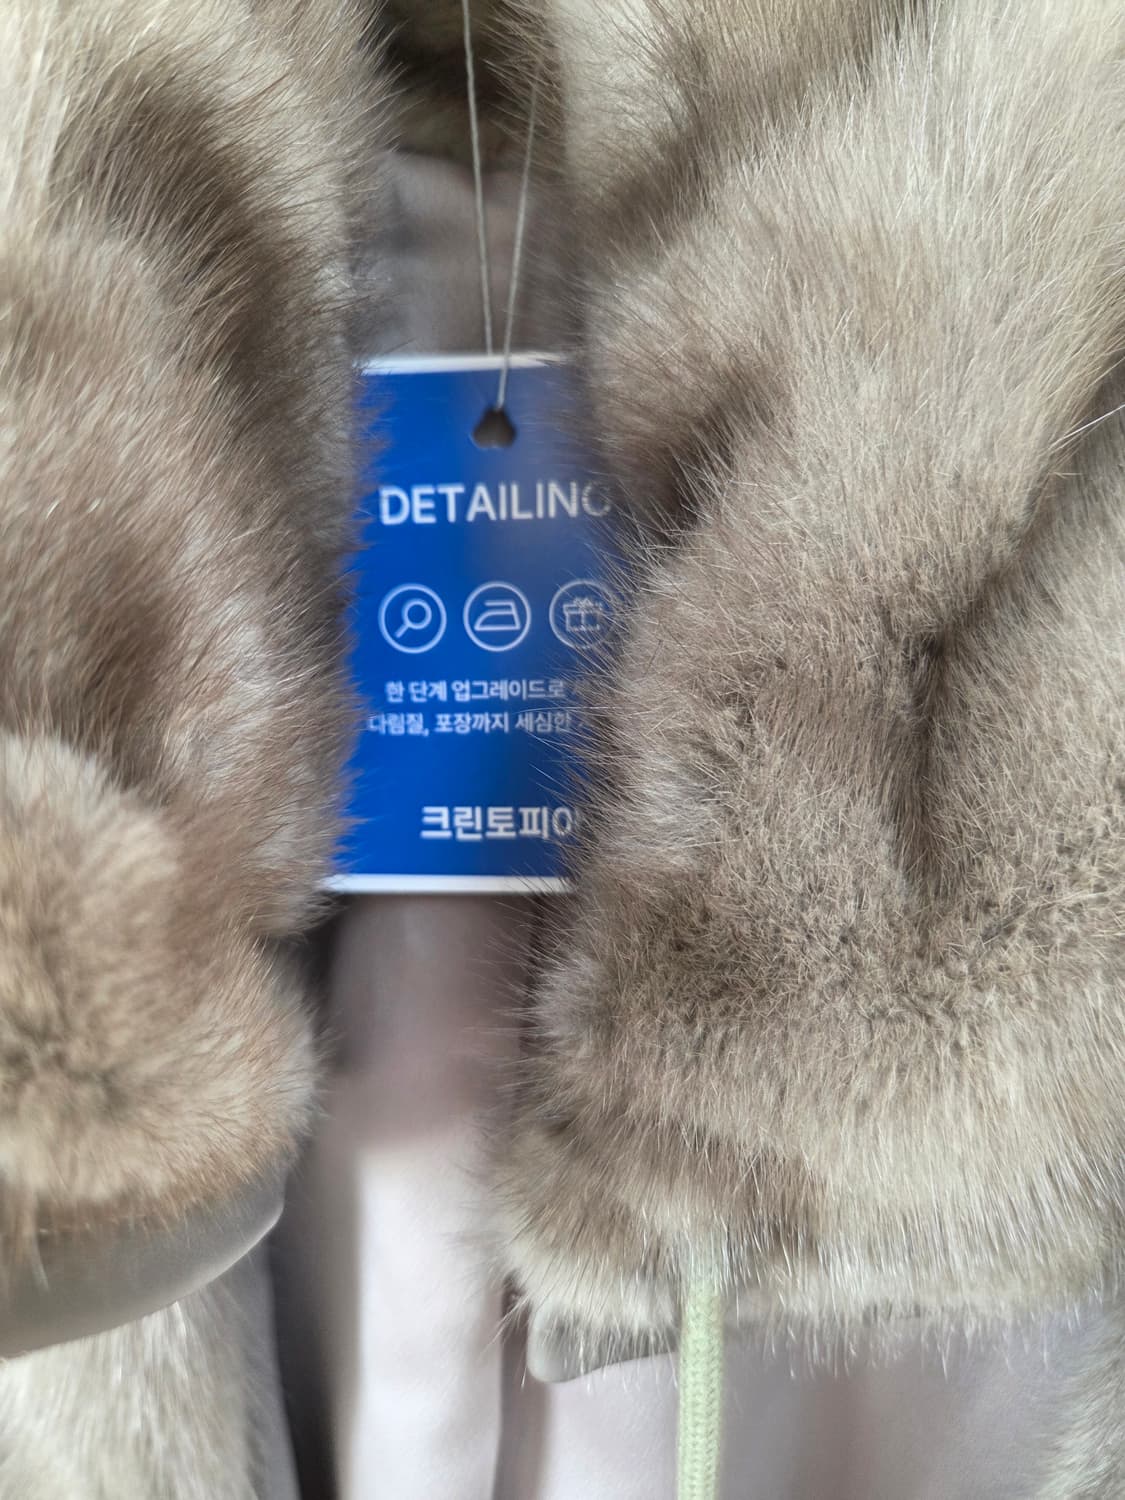 DETAILING
한 단계 업그레이드로
다림질, 포장까지 세심한
크린토피아